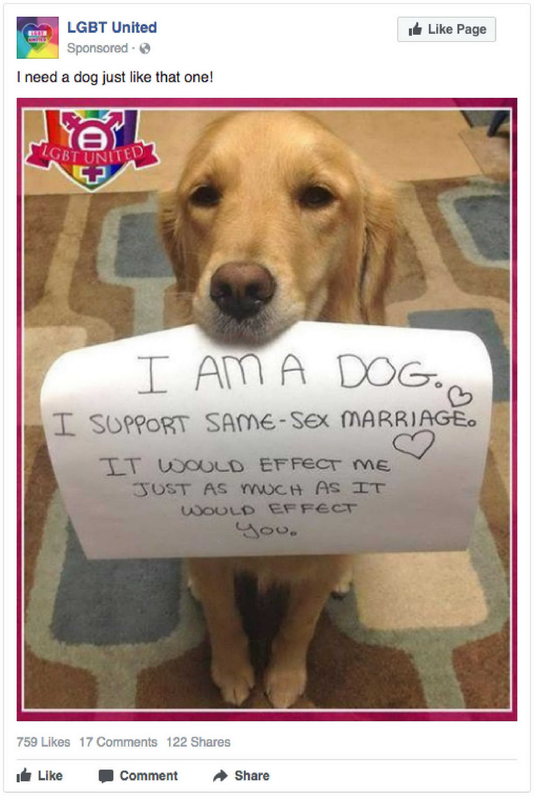 LGBT United
Like Page
Sponsored ·
I need a dog just like that one!
LGBT UNITED
I AM A DOG.
I SUPPORT SAME-SEX MARRIAGE.
IT WOULD EFFECT ME
JUST AS MUCH AS IT
WOULD EFFECT
YOU.
759 Likes 17 Comments 122 Shares
Like Comment Share